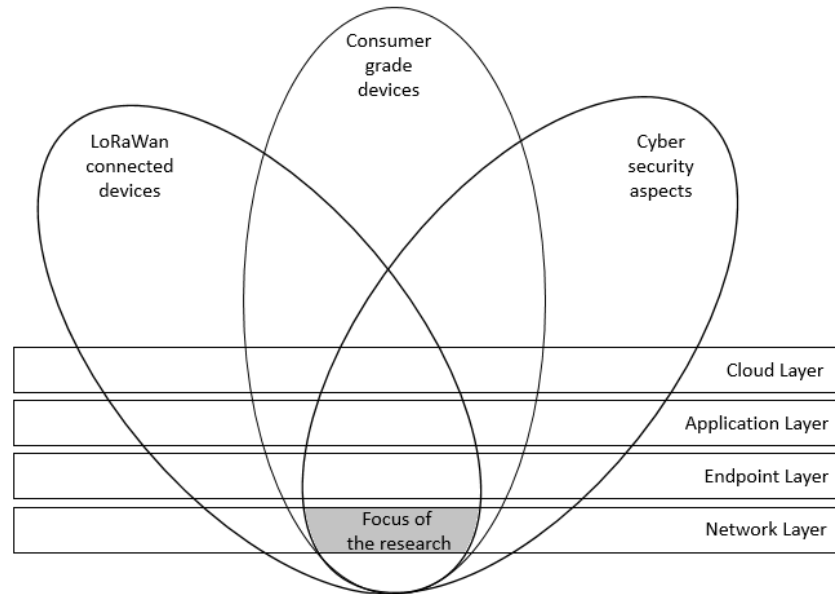 Consumer
grade
devices
LoRaWan
connected
devices
Cyber
security
aspects
Cloud Layer
Application Layer
Endpoint Layer
Focus of
the research
Network Layer